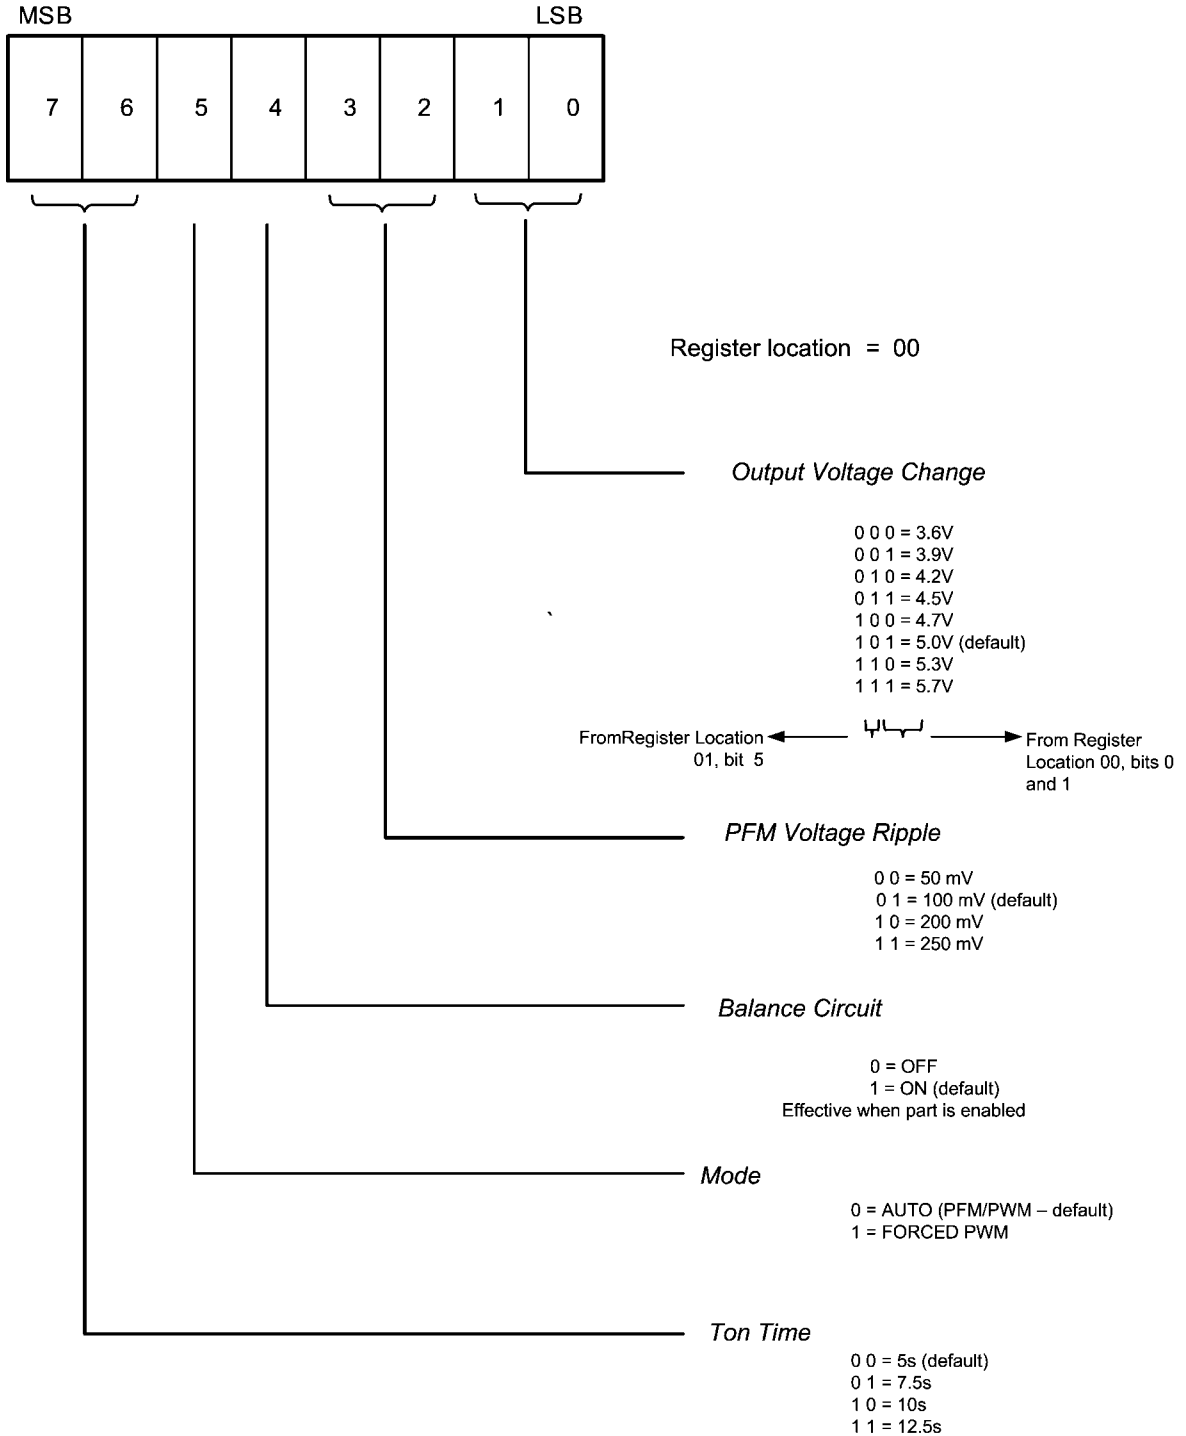 MSB LSB
7 6 5 4 3 2 1 0
Register location = 00
Output Voltage Change
0 0 0 = 3.6V
0 0 1 = 3.9V
0 1 0 = 4.2V
0 1 1 = 4.5V
1 0 0 = 4.7V
1 0 1 = 5.0V (default)
1 1 0 = 5.3V
1 1 1 = 5.7V
FromRegister Location
01, bit 5
From Register
Location 00, bits 0
and 1
PFM Voltage Ripple
0 0 = 50 mV
0 1 = 100 mV (default)
1 0 = 200 mV
1 1 = 250 mV
Balance Circuit
0 = OFF
1 = ON (default)
Effective when part is enabled
Mode
0 = AUTO (PFM/PWM – default)
1 = FORCED PWM
Ton Time
0 0 = 5s (default)
0 1 = 7.5s
1 0 = 10s
1 1 = 12.5s